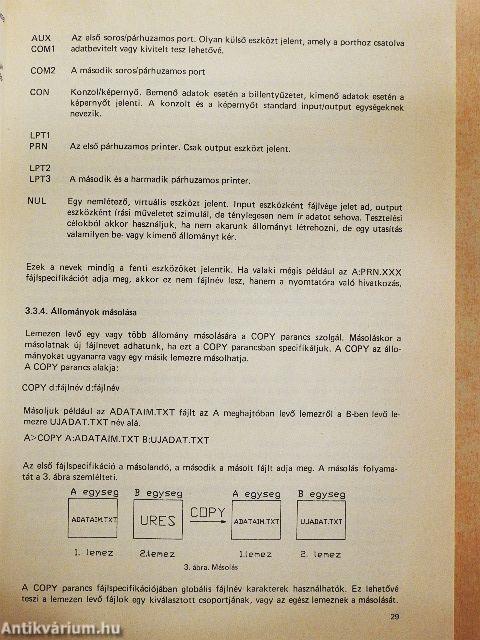 AUX Az első soros/párhuzamos port. Olyan külső eszközt jelent, amely a porthoz csatolva
COM1 adatbevitelt vagy kivitelt tesz lehetővé.
COM2 A második soros/párhuzamos port
CON Konzol/képernyő. Bemenő adatok esetén a billentyűzetet, kimenő adatok esetén a
képernyőt jelenti. A konzolt és a képernyőt standard input/output egységeknek
nevezik.
LPT1
PRN Az első párhuzamos printer. Csak output eszközt jelent.
LPT2
LPT3 A második és a harmadik párhuzamos printer.
NUL Egy nemlétező, virtuális eszközt jelent. Input eszközként fájlvége jelet ad, output
eszközként írási műveletet szimulál, de ténylegesen nem ír adatot sehova. Tesztelési
célokból akkor használjuk, ha nem akarunk állományt létrehozni, de egy utasítás
valamilyen be- vagy kimenő állományt kér.
Ezek a nevek mindig a fenti eszközöket jelentik. Ha valaki mégis például az A:PRN.XXX
fájlspecifikációt adja meg, akkor ez nem fájlnév lesz, hanem a nyomtatóra való hivatkozás,
3.3.4. Állományok másolása
Lemezen levő egy vagy több állomány másolására a COPY parancs szolgál. Másoláskor a
másolatnak új fájlnevet adhatunk, ha ezt a COPY parancsban specifikáljuk. A COPY az állo-
mányokat ugyanarra vagy egy másik lemezre másolhatja.
A COPY parancs alakja:
COPY d:fájlnév d:fájlnév
Másoljuk például az ADATAIM.TXT fájlt az A meghajtóban levő lemezről a B-ben levő le-
mezre UJADAT.TXT név alá.
A>COPY A:ADATAIM.TXT B:UJADAT.TXT
Az első fájlspecifikáció a másolandó, a második a másolt fájlt adja meg. A másolás folyama-
tát a 3. ábra szemlélteti.
A egyseg B egyseg A egyseg B egyseg
ADATAIM.TXT URES COPY ADATAIM.TXT UJADAT.TXT
1. lemez 2.lemez 1.lemez 2. lemez
3. ábra. Másolás
A COPY parancs fájlspecifikációjában globális fájlnév karakterek használhatók. Ez lehetővé
teszi a lemezen levő fájlok egy kiválasztott csoportjának, vagy az egész lemeznek a másolását.
29
Antikvárium.hu